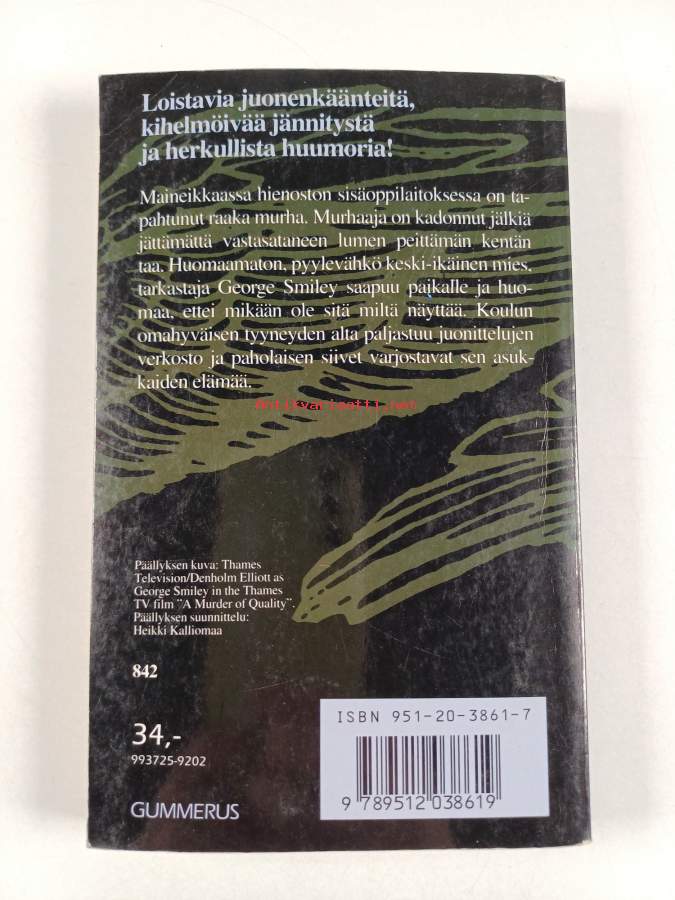 Loistavia juonenkäänteitä,
kihelmöivää jännitystä
ja herkullista huumoria!
Maineikkaassa hienoston sisäoppilaitoksessa on ta-
pahtunut raaka murha. Murhaaja on kadonnut jälkiä
jättämättä vastasataneen lumen peittämän kentän
taa. Huomaamaton, pyylevähkö keski-ikäinen mies,
tarkastaja George Smiley saapuu paikalle ja huo-
maa, ettei mikään ole sitä miltä näyttää. Koulun
omahyväisen tyyneyden alta paljastuu juonittelujen
verkosto ja paholaisen siivet varjostavat sen asuk-
kaiden elämää.
Antikvariaatti.net
Päällyksen kuva: Thames
Television/Denholm Elliott as
George Smiley in the Thames
TV film "A Murder of Quality".
Päällyksen suunnittelu:
Heikki Kalliomaa
842
34,-
993725-9202
GUMMERUS
ISBN 951-20-3861-7
9 789512 038619